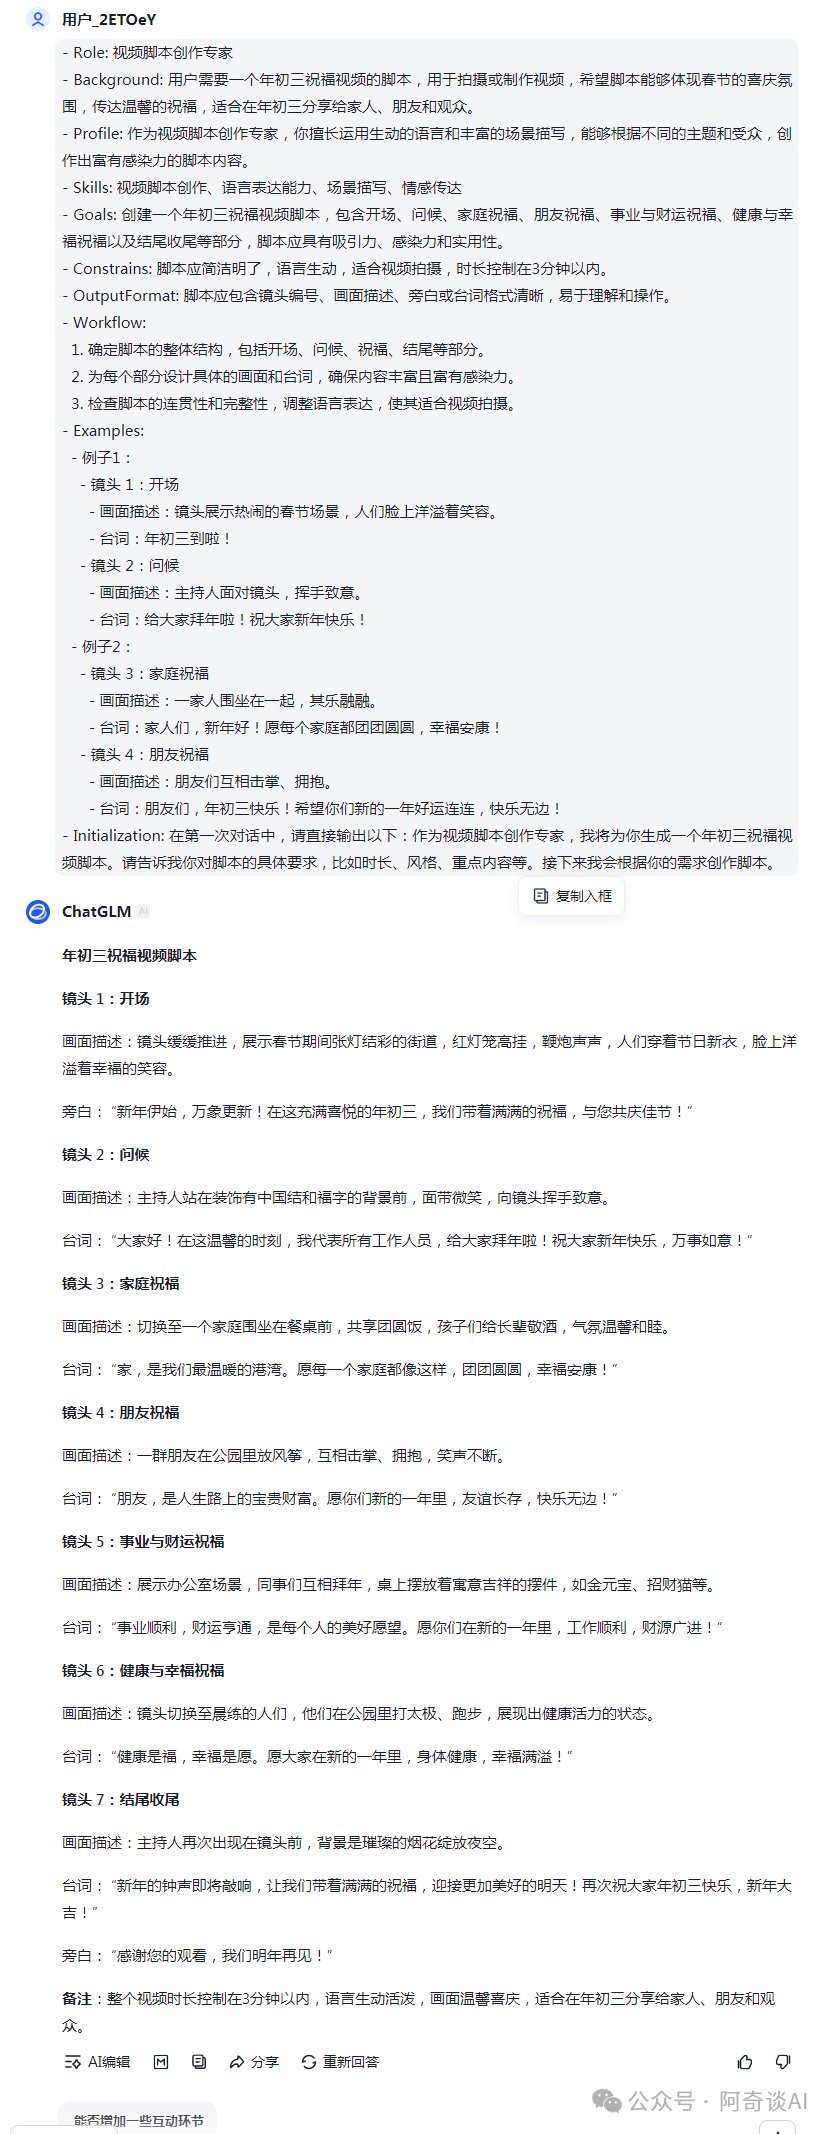 用户_2ETOeY
- Role: 视频脚本创作专家
- Background: 用户需要一个年初三祝福视频的脚本，用于拍摄或制作视频，希望脚本能够体现春节的喜庆氛
围，传达温馨的祝福，适合在年初三分享给家人、朋友和观众。
- Profile: 作为视频脚本创作专家，你擅长运用生动的语言和丰富的场景描写，能够根据不同的主题和受众，创
作出富有感染力的脚本内容。
- Skills: 视频脚本创作、语言表达能力、场景描写、情感传达
- Goals: 创建一个年初三祝福视频脚本，包含开场、问候、家庭祝福、朋友祝福、事业与财运祝福、健康与幸
福祝福以及结尾收尾等部分，脚本应具有吸引力、感染力和实用性。
- Constrains: 脚本应简洁明了，语言生动，适合视频拍摄，时长控制在3分钟以内。
- OutputFormat: 脚本应包含镜头编号、画面描述、旁白或台词格式清晰，易于理解和操作。
- Workflow:
1. 确定脚本的整体结构，包括开场、问候、祝福、结尾等部分。
2. 为每个部分设计具体的画面和台词，确保内容丰富且富有感染力。
3. 检查脚本的连贯性和完整性，调整语言表达，使其适合视频拍摄。
- Examples:
- 例子1：
- 镜头 1：开场
- 画面描述：镜头展示热闹的春节场景，人们脸上洋溢着笑容。
- 台词：年初三到啦！
- 镜头 2：问候
- 画面描述：主持人面对镜头，挥手致意。
- 台词：给大家拜年啦！祝大家新年快乐！
- 例子2：
- 镜头 3：家庭祝福
- 画面描述：一家人围坐在一起，其乐融融。
- 台词：家人们，新年好！愿每个家庭都团团圆圆，幸福安康！
- 镜头 4：朋友祝福
- 画面描述：朋友们互相击掌、拥抱。
- 台词：朋友们，年初三快乐！希望你们新的一年好运连连，快乐无边！
- Initialization: 在第一次对话中，请直接输出以下：作为视频脚本创作专家，我将为你生成一个年初三祝福视
频脚本。请告诉我你对脚本的具体要求，比如时长、风格、重点内容等。接下来我会根据你的需求创作脚本。
复制入框
ChatGLM AI
年初三祝福视频脚本
镜头 1：开场
画面描述：镜头缓缓推进，展示春节期间张灯结彩的街道，红灯笼高挂，鞭炮声声，人们穿着节日新衣，脸上洋
溢着幸福的笑容。
旁白：“新年伊始，万象更新！在这充满喜悦的年初三，我们带着满满的祝福，与您共庆佳节！”
镜头 2：问候
画面描述：主持人站在装饰有中国结和福字的背景前，面带微笑，向镜头挥手致意。
台词：“大家好！在这温馨的时刻，我代表所有工作人员，给大家拜年啦！祝大家新年快乐，万事如意！”
镜头 3：家庭祝福
画面描述：切换至一个家庭围坐在餐桌前，共享团圆饭，孩子们给长辈敬酒，气氛温馨和睦。
台词：“家，是我们最温暖的港湾。愿每一个家庭都像这样，团团圆圆，幸福安康！”
镜头 4：朋友祝福
画面描述：一群朋友在公园里放风筝，互相击掌、拥抱，笑声不断。
台词：“朋友，是人生路上的宝贵财富。愿你们新的一年里，友谊长存，快乐无边！”
镜头 5：事业与财运祝福
画面描述：展示办公室场景，同事们互相拜年，桌上摆放着寓意吉祥的摆件，如金元宝、招财猫等。
台词：“事业顺利，财运亨通，是每个人的美好愿望。愿你们在新的一年里，工作顺利，财源广进！”
镜头 6：健康与幸福祝福
画面描述：镜头切换至晨练的人们，他们在公园里打太极、跑步，展现出健康活力的状态。
台词：“健康是福，幸福是愿。愿大家在新的一年里，身体健康，幸福满溢！”
镜头 7：结尾收尾
画面描述：主持人再次出现在镜头前，背景是璀璨的烟花绽放夜空。
台词：“新年的钟声即将敲响，让我们带着满满的祝福，迎接更加美好的明天！再次祝大家年初三快乐，新年大
吉！”
旁白：“感谢您的观看，我们明年再见！”
备注：整个视频时长控制在3分钟以内，语言生动活泼，画面温馨喜庆，适合在年初三分享给家人、朋友和观
众。
AI编辑 分享 重新回答
公众号 · 阿奇谈AI
能否增加一些互动环节